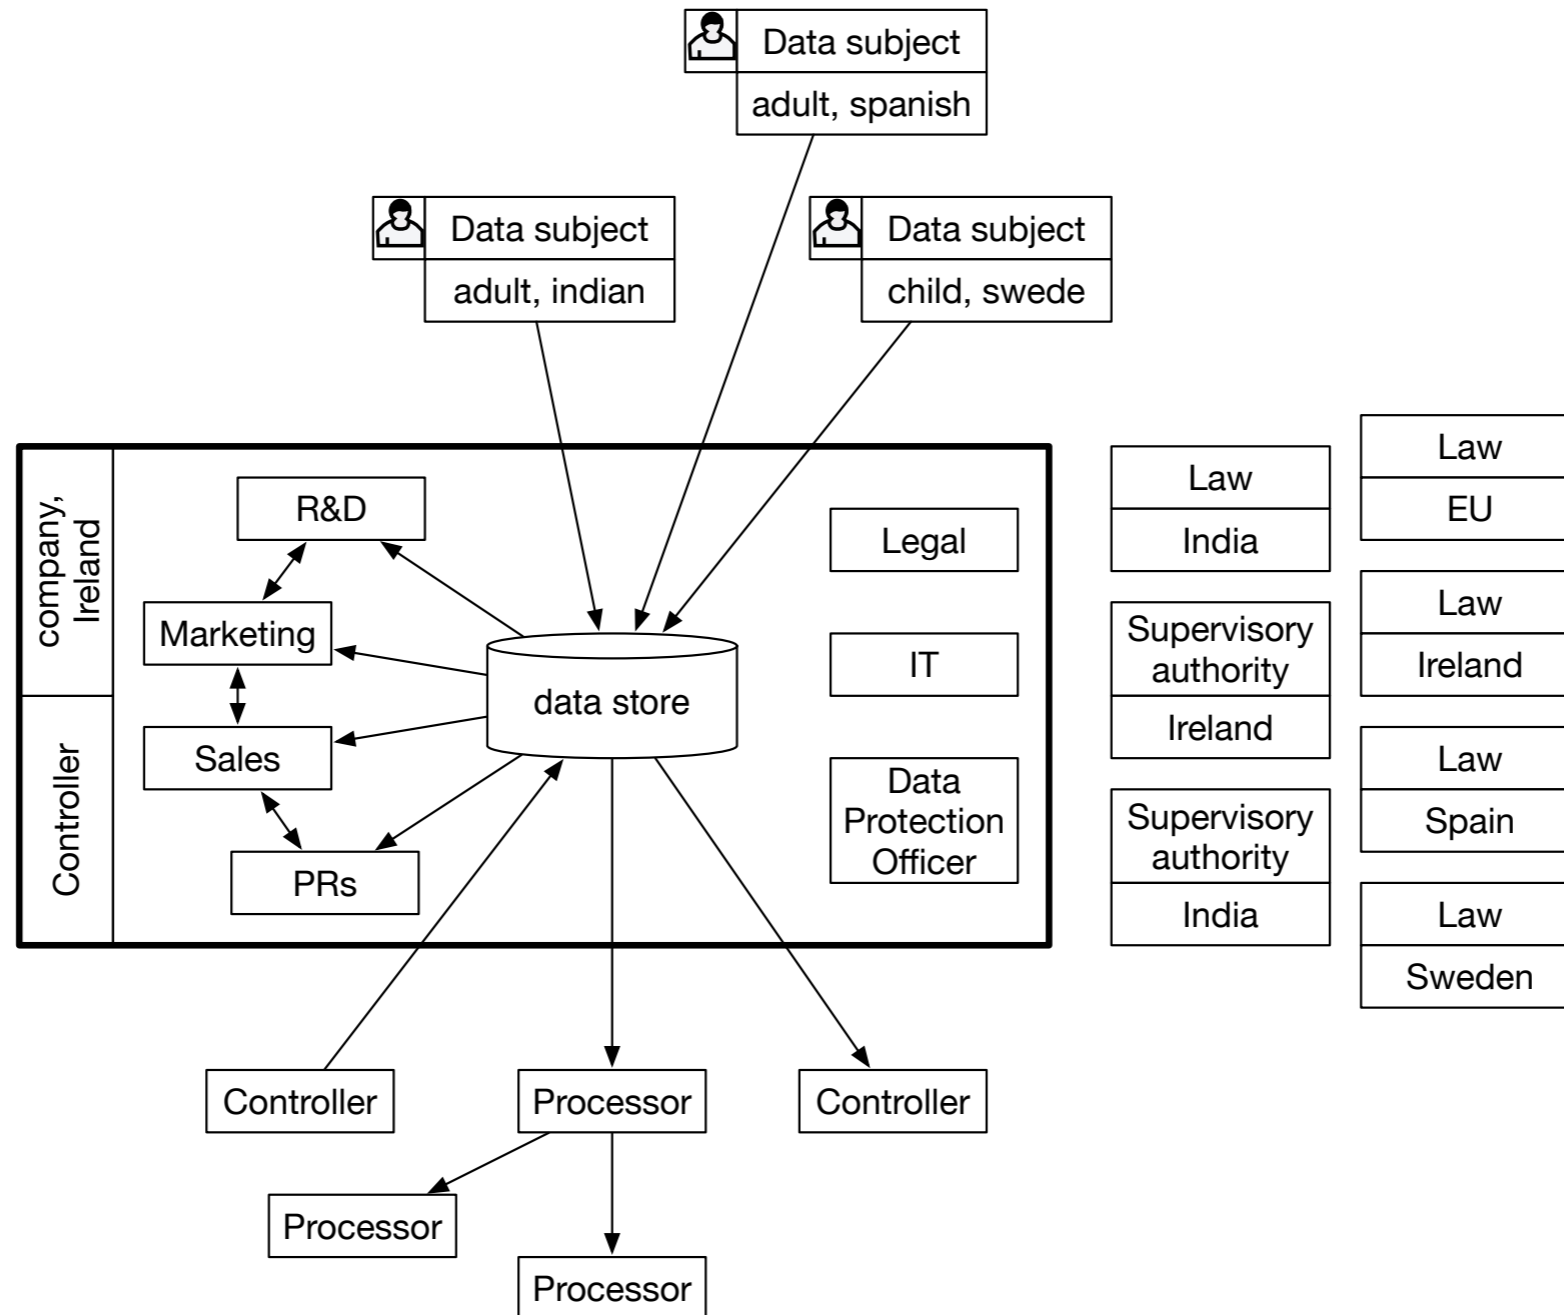 Data subject
adult, spanish
Data subject
adult, indian
Data subject
child, swede
company,
Ireland
Controller
R&D
Marketing
Sales
PRs
data store
Legal
IT
Data
Protection
Officer
Law
India
Supervisory
authority
Ireland
Supervisory
authority
India
Law
EU
Law
Ireland
Law
Spain
Law
Sweden
Controller
Processor
Controller
Processor
Processor